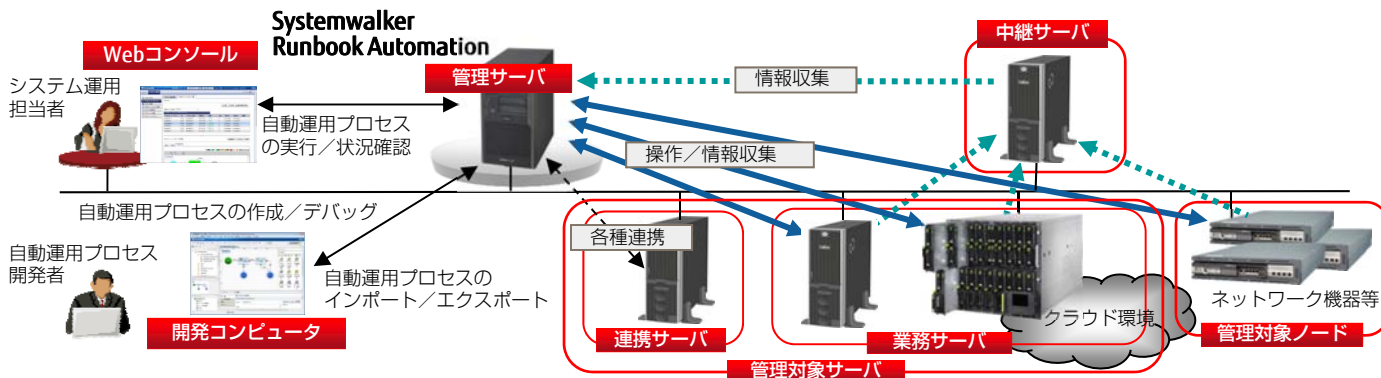 Systemwalker
Runbook Automation
Webコンソール
管理サーバ
中継サーバ
情報収集
システム運用
担当者
自動運用プロセス
の実行／状況確認
操作／情報収集
自動運用プロセスの作成／デバッグ
各種連携
自動運用プロセス
開発者
自動運用プロセスの
インポート／エクスポート
開発コンピュータ
連携サーバ
業務サーバ
クラウド環境
ネットワーク機器等
管理対象ノード
管理対象サーバ